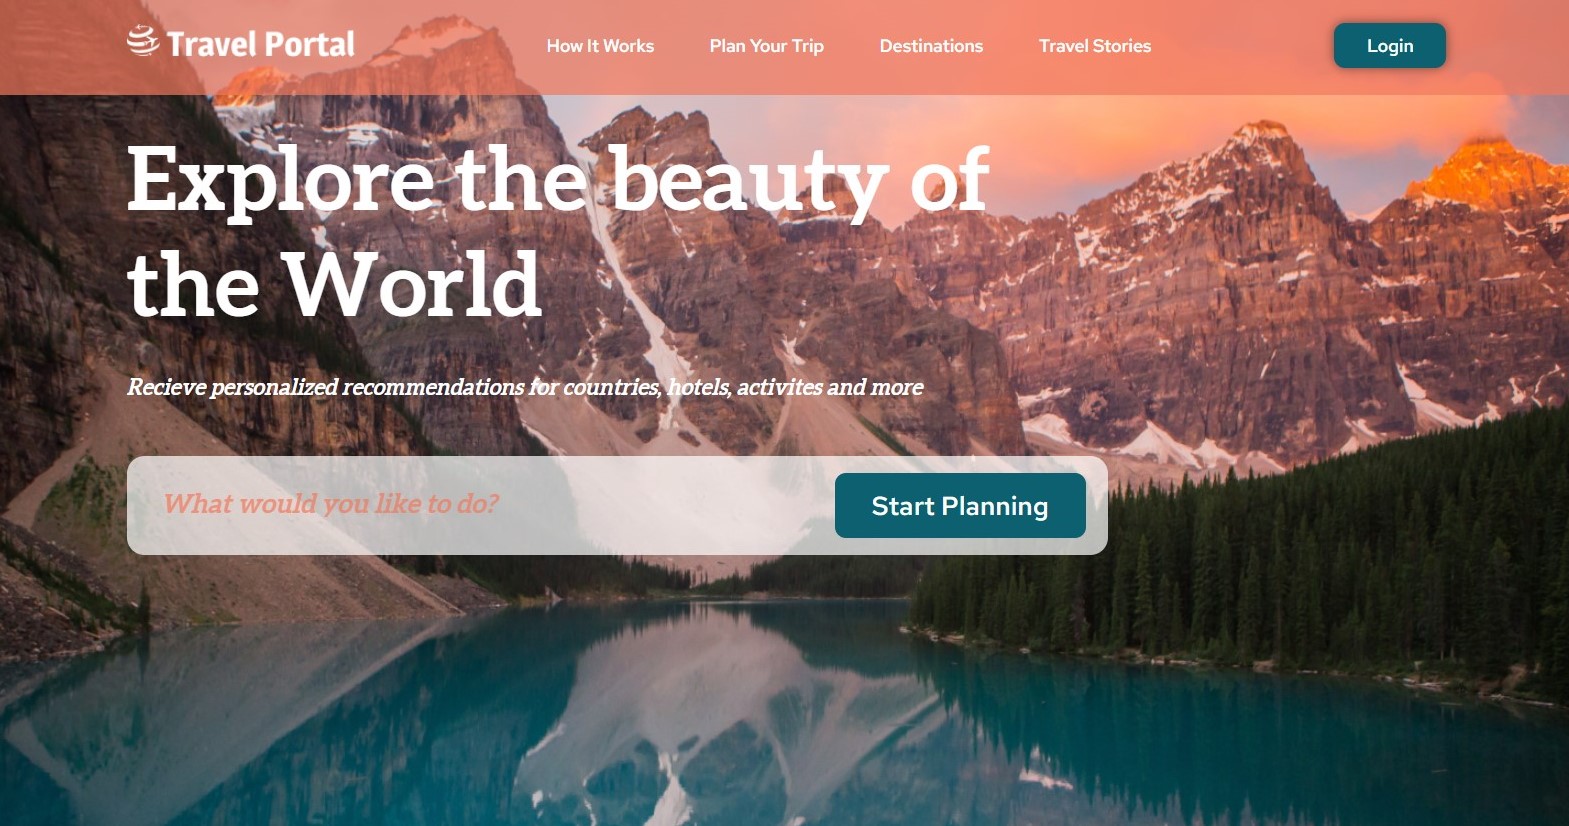 Travel Portal
How It Works
Plan Your Trip
Destinations
Travel Stories
Login
Explore the beauty of
the World
Recieve personalized recommendations for countries, hotels, activites and more
What would you like to do?
Start Planning